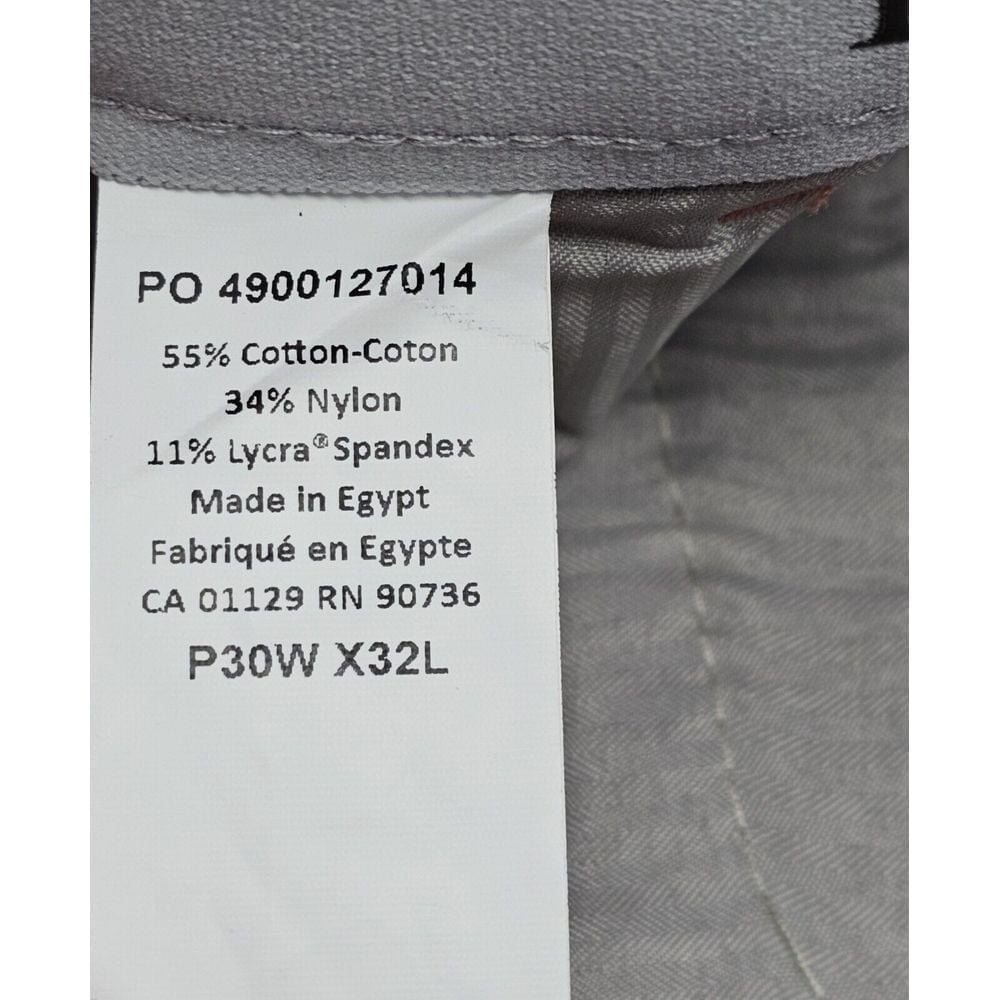 PO 4900127014
55% Cotton-Coton
34% Nylon
11% Lycra® Spandex
Made in Egypt
Fabriqué en Egypte
CA 01129 RN 90736
P30W X32L